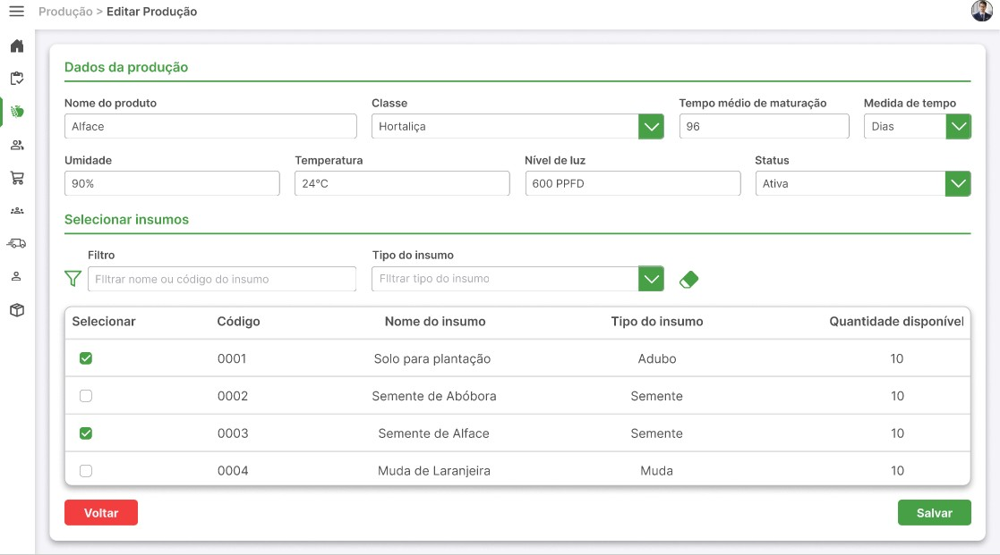 Produção > Editar Produção
Dados da produção
Nome do produto Classe Tempo médio de maturação Medida de tempo
Alface Hortaliça 96 Dias
Umidade Temperatura Nível de luz Status
90% 24°C 600 PPFD Ativa
Selecionar insumos
Filtro Tipo do insumo
FIltrar nome ou código do insumo FIltrar tipo do insumo
Selecionar Código Nome do insumo Tipo do insumo Quantidade disponível
0001 Solo para plantação Adubo 10
0002 Semente de Abóbora Semente 10
0003 Semente de Alface Semente 10
0004 Muda de Laranjeira Muda 10
Voltar Salvar